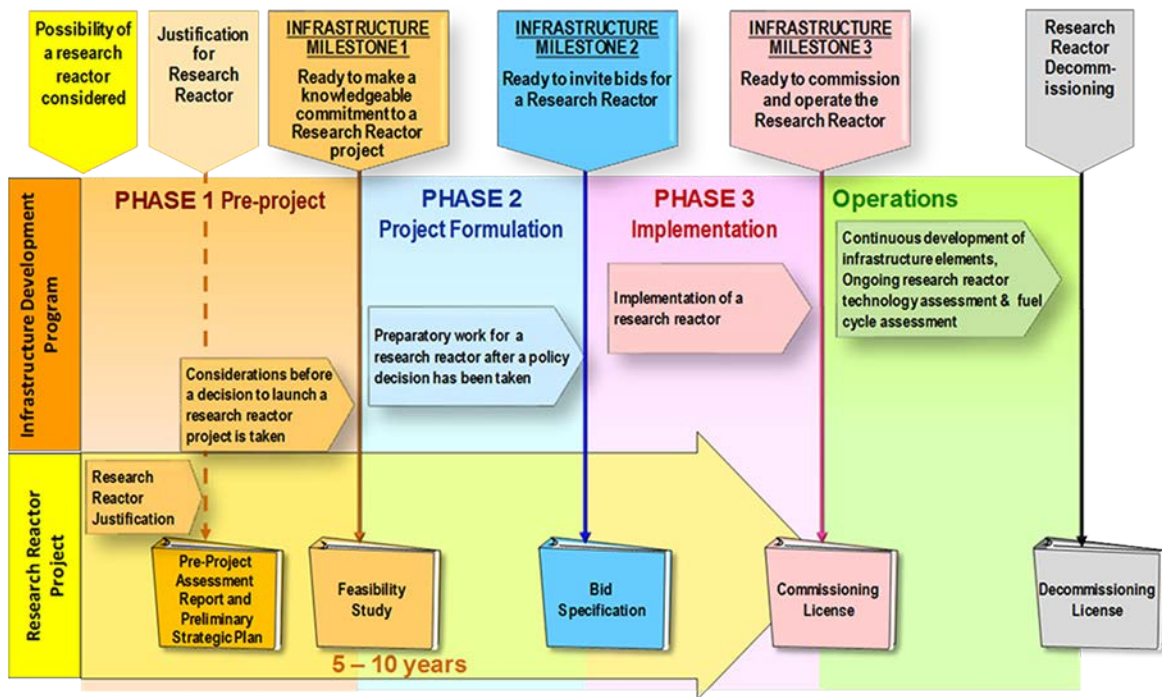 Possibility of
a research
reactor
considered
Justification
for
Research
Reactor
INFRASTRUCTURE
MILESTONE 1
Ready to make a
knowledgeable
commitment to a
Research Reactor
project
INFRASTRUCTURE
MILESTONE 2
Ready to invite bids for
a Research Reactor
INFRASTRUCTURE
MILESTONE 3
Ready to commission
and operate the
Research Reactor
Research
Reactor
Decomm-
issioning
Infrastructure Development
Program
PHASE 1 Pre-project
PHASE 2
Project Formulation
PHASE 3
Implementation
Operations
Considerations before
a decision to launch a
research reactor
project is taken
Preparatory work for a
research reactor after a policy
decision has been taken
Implementation of a
research reactor
Continuous development of
infrastructure elements,
Ongoing research reactor
technology assessment & fuel
cycle assessment
Research Reactor
Project
Research
Reactor
Justification
Pre-Project
Assessment
Report and
Preliminary
Strategic Plan
Feasibility
Study
Bid
Specification
Commissioning
License
Decommissioning
License
5 – 10 years